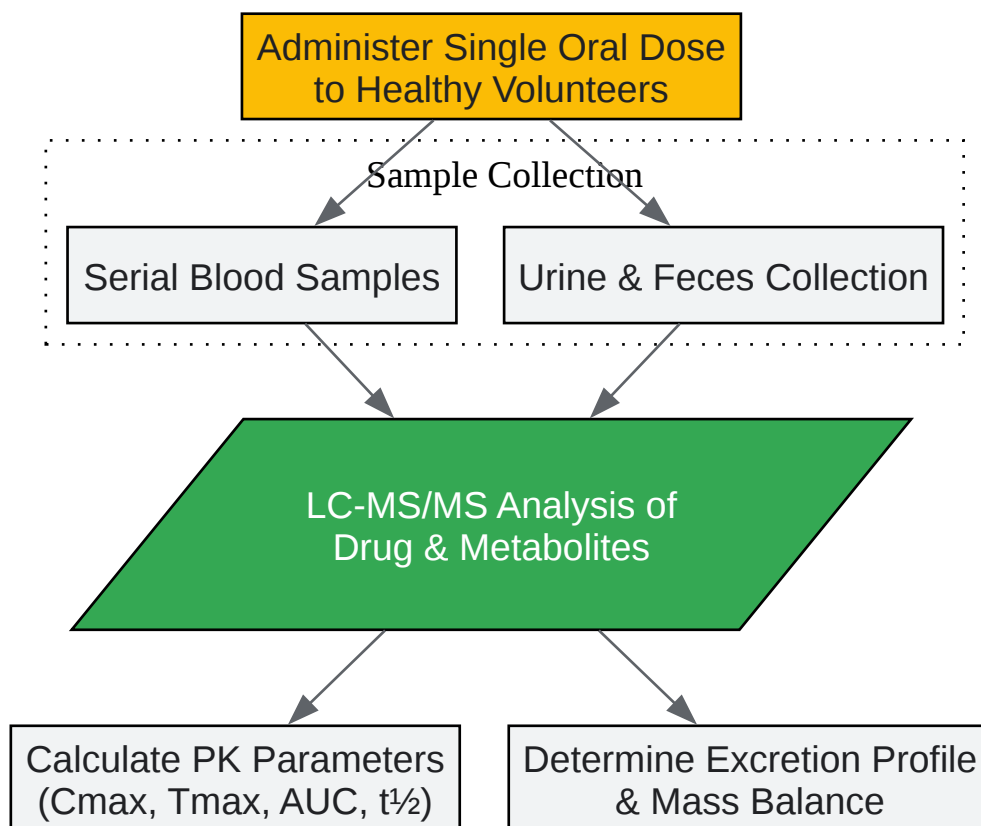 Administer Single Oral Dose
to Healthy Volunteers
Sample Collection
Serial Blood Samples
Urine & Feces Collection
LC-MS/MS Analysis of
Drug & Metabolites
Calculate PK Parameters
(Cmax, Tmax, AUC, t½)
Determine Excretion Profile
& Mass Balance